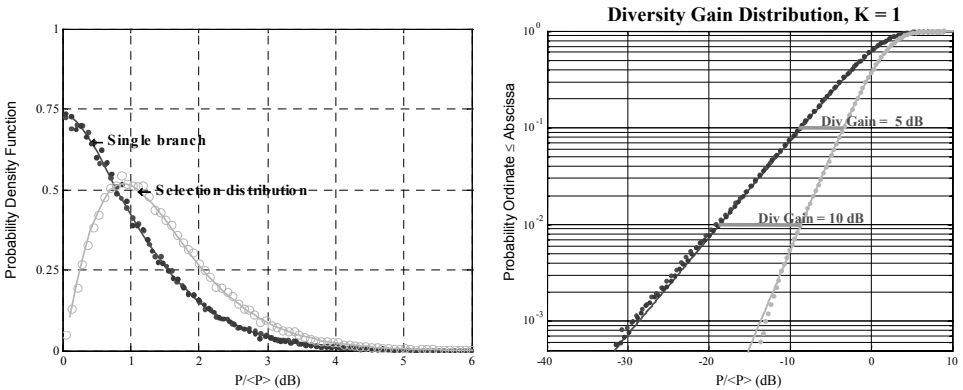 Diversity Gain Distribution, K = 1
1
0.75
0.5
0.25
0
Probability Density Function
Single branch
Selection distribution
0 1 2 3 4 5 6
P/<P> (dB)
10^0
10^-1
10^-2
10^-3
Probability Ordinate ≤ Abscissa
Div Gain = 5 dB
Div Gain = 10 dB
-40 -30 -20 -10 0 10
P/<P> (dB)